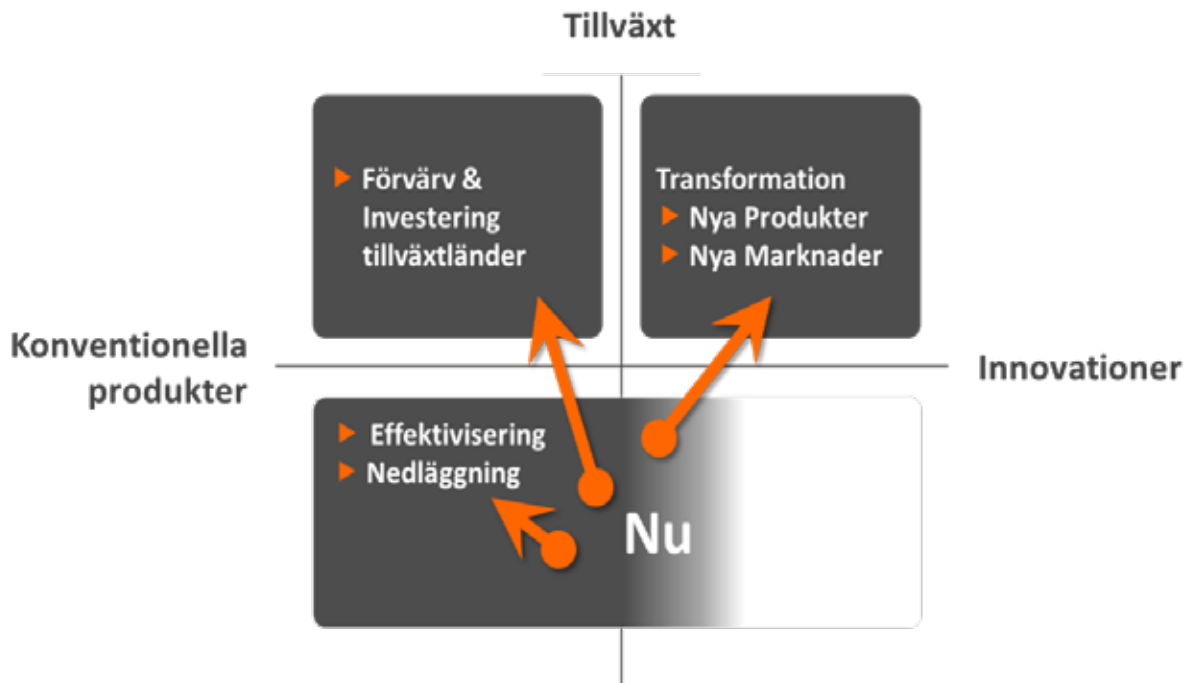 Tillväxt
Förvärv &
Investering
tillväxtländer
Transformation
Nya Produkter
Nya Marknader
Konventionella
produkter
Innovationer
Effektivisering
Nedläggning
Nu